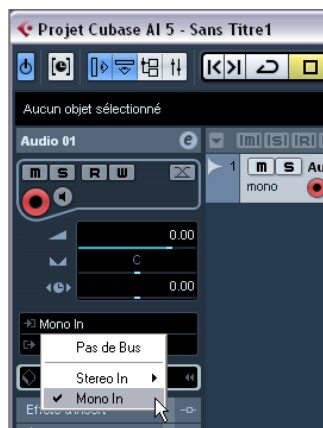 Projet Cubase AI 5 - Sans Titre1
Aucun objet sélectionné
Audio 01
e
m S R W
0.00
C
0.00
Mono In
Pas de Bus
Stereo In
Mono In
Effets d'Insert
m S R
1 m S Au
mono